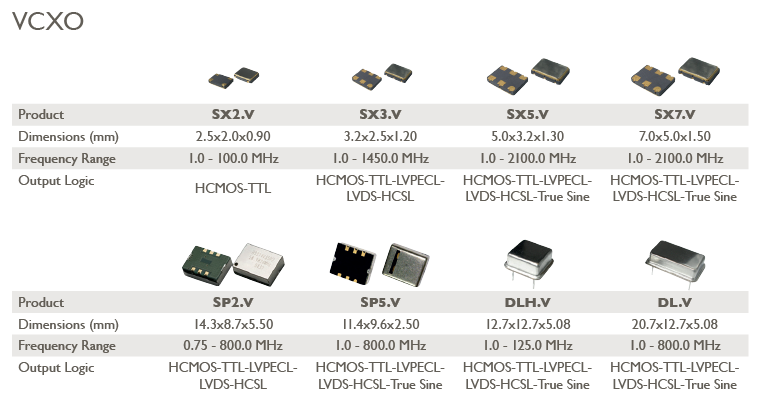 VCXO
Product SX2.V SX3.V SX5.V SX7.V
Dimensions (mm) 2.5x2.0x0.90 3.2x2.5x1.20 5.0x3.2x1.30 7.0x5.0x1.50
Frequency Range 1.0 - 100.0 MHz 1.0 - 1450.0 MHz 1.0 - 2100.0 MHz 1.0 - 2100.0 MHz
Output Logic HCMOS-TTL HCMOS-TTL-LVPECL- HCMOS-TTL-LVPECL- HCMOS-TTL-LVPECL-
LVDS-HCSL LVDS-HCSL-True Sine LVDS-HCSL-True Sine
Product SP2.V SP5.V DLH.V DL.V
Dimensions (mm) 14.3x8.7x5.50 11.4x9.6x2.50 12.7x12.7x5.08 20.7x12.7x5.08
Frequency Range 0.75 - 800.0 MHz 1.0 - 800.0 MHz 1.0 - 125.0 MHz 1.0 - 800.0 MHz
Output Logic HCMOS-TTL-LVPECL- HCMOS-TTL-LVPECL- HCMOS-TTL-LVPECL- HCMOS-TTL-LVPECL-
LVDS-HCSL LVDS-HCSL-True Sine LVDS-HCSL-True Sine LVDS-HCSL-True Sine